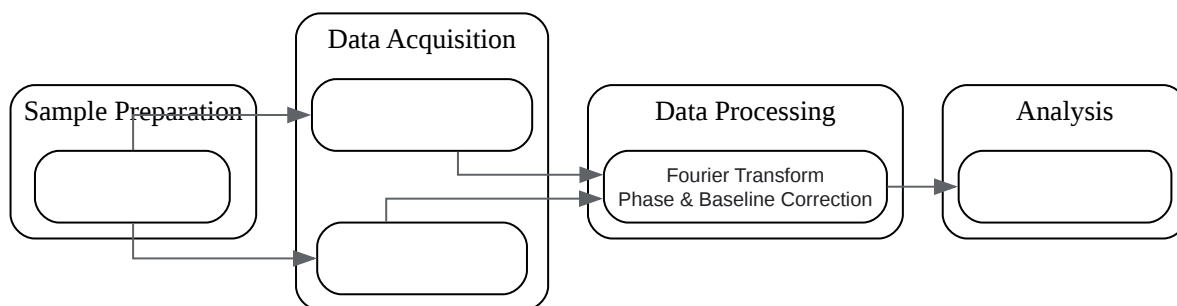 Data Acquisition
Sample Preparation
Data Processing
Analysis
Fourier Transform
Phase & Baseline Correction